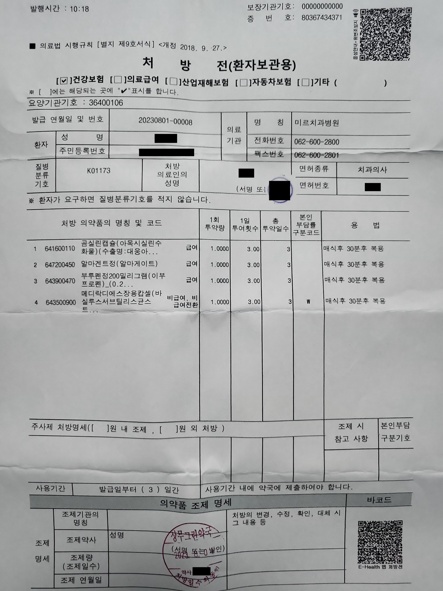 발행시간 : 10:18
보장기관기호: 00000000000
증 번 호: 80367434371
■ 의료법 시행규칙 [별지 제9호서식] <개정 2018. 9. 27.>
처 방 전(환자보관용)
[✓]건강보험 [ ]의료급여 [ ]산업재해보험 [ ]자동차보험 [ ]기타 ( )
※ [ ]에는 해당되는 곳에 "✓"표시를 합니다.
요양기관기호 : 36400106
발급 연월일 및 번호 20230801-00008
의료기관
명 칭 미르치과병원
전화번호 062-600-2800
팩스번호 062-600-2801
환자
성 명
주민등록번호
질병분류기호
K01173
처방 의료인의 성명
(서명 또는
면허종류 치과의사
면허번호
※ 환자가 요구하면 질병분류기호를 적지 않습니다.
처방 의약품의 명칭 및 코드
1회 투약량
1일 투여횟수
총 투약일수
본인부담률 구분코드
용 법
1 641600110 곰실린캡슐(아목시실린수화물)(수출명:대웅아... 급여 1.0000 3.00 3 매식후 30분후 복용
2 647200450 알마겐트정(알마게이트) 급여 1.0000 3.00 3 매식후 30분후 복용
3 643900470 부루펜정200밀리그램(이부프로펜)_(0.2... 급여 1.0000 3.00 3 매식후 30분후 복용
4 643500900 메디락디에스장용캡셀(바실루스서브틸리스균스트... 비급여, 비급여전환 1.0000 3.00 3 매식후 30분후 복용
주사제 처방명세([ ]원 내 조제 , [ ]원 외 처방 )
조제 시 참고 사항
본인부담 구분기호
사용기간 발급일부터 ( 3 ) 일간 사용기간 내에 약국에 제출하여야 합니다.
의약품 조제 명세
바코드
조제 명세
조제기관의 명칭
처방의 변경, 수정, 확인, 대체 시 그 내용 등
조제약사 성명
(서명 또는 날인)
조제량 (조제일수)
조제 연월일
E-Health 앱 처방전